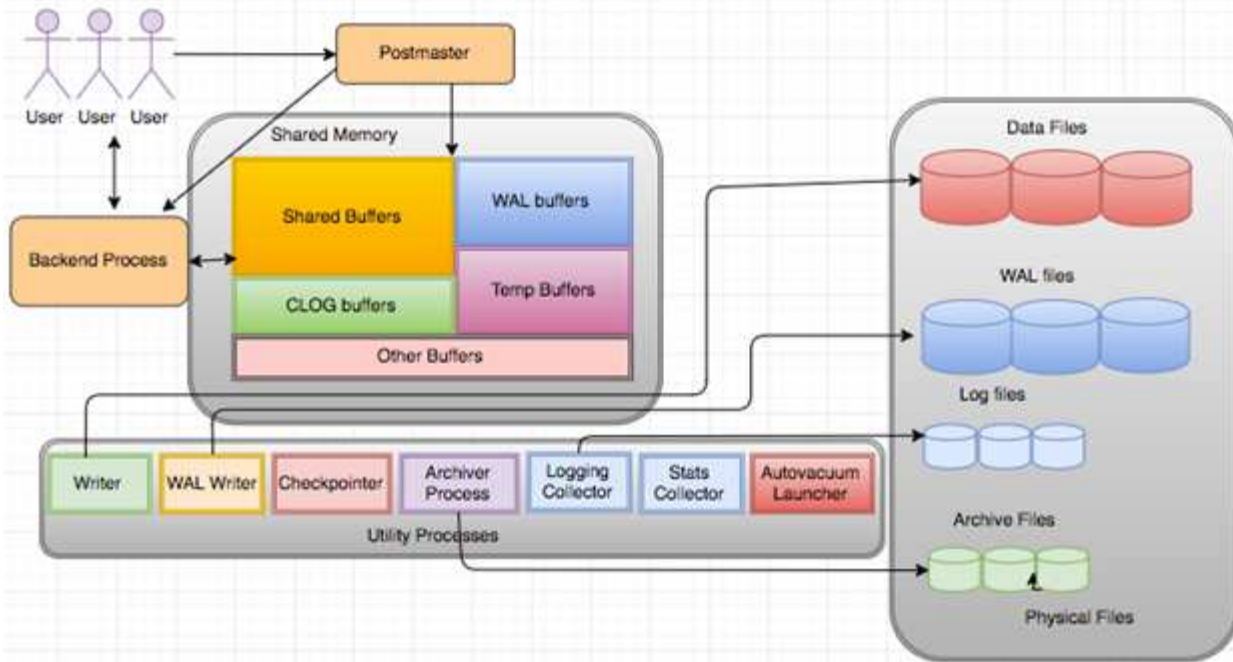 Postmaster
User
User
User
Shared Memory
Shared Buffers
WAL buffers
Backend Process
CLOG buffers
Temp Buffers
Other Buffers
Writer
WAL Writer
Checkpointer
Archiver
Process
Logging
Collector
Stats
Collector
Autovacuum
Launcher
Utility Processes
Data Files
WAL files
Log files
Archive Files
Physical Files